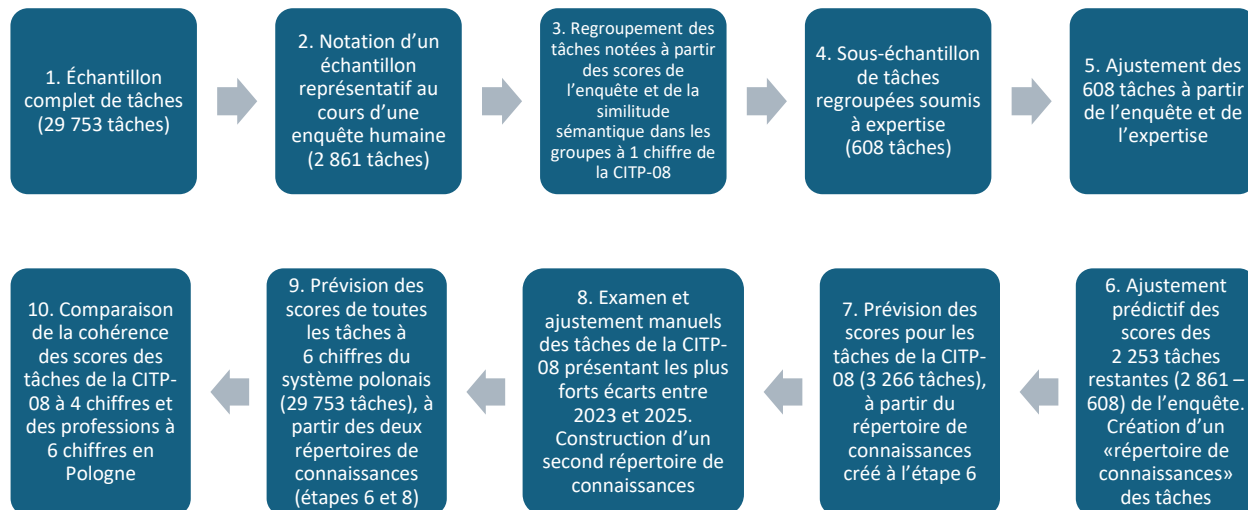 1. Échantillon
complet de tâches
(29 753 tâches)
2. Notation d’un
échantillon
représentatif au
cours d’une
enquête humaine
(2 861 tâches)
3. Regroupement des
tâches notées à partir
des scores de
l’enquête et de la
similitude
sémantique dans les
groupes à 1 chiffre de
la CITP-08
4. Sous-échantillon
de tâches
regroupées soumis
à expertise
(608 tâches)
5. Ajustement des
608 tâches à partir
de l’enquête et de
l’expertise
6. Ajustement
prédictif des
scores des
2 253 tâches
restantes (2 861 –
608) de l’enquête.
Création d’un
«répertoire de
connaissances»
des tâches
7. Prévision des
scores pour les
tâches de la CITP-
08 (3 266 tâches),
à partir du
répertoire de
connaissances
créé à l’étape 6
8. Examen et
ajustement manuels
des tâches de la CITP-
08 présentant les plus
forts écarts entre
2023 et 2025.
Construction d’un
second répertoire de
connaissances
9. Prévision des
scores de toutes
les tâches à
6 chiffres du
système polonais
(29 753 tâches), à
partir des deux
répertoires de
connaissances
(étapes 6 et 8)
10. Comparaison
de la cohérence
des scores des
tâches de la CITP-
08 à 4 chiffres et
des professions à
6 chiffres en
Pologne